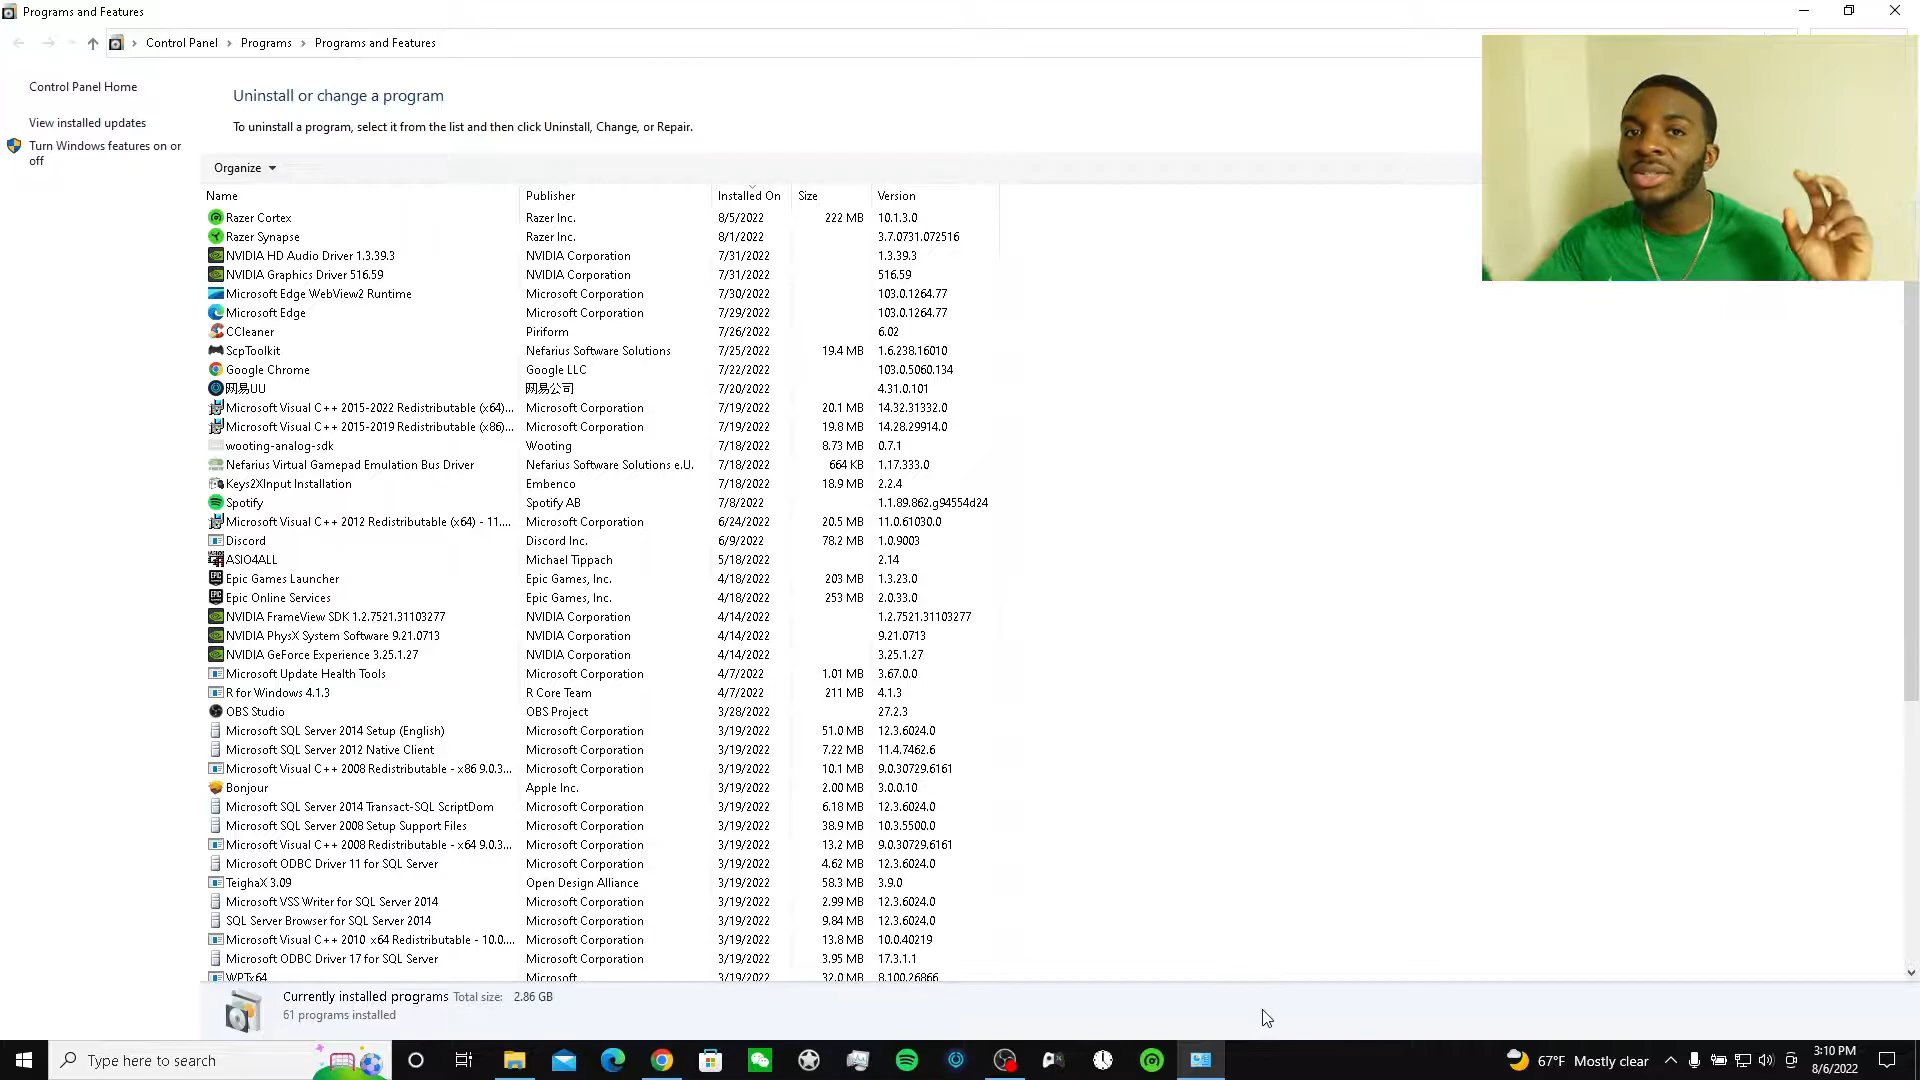 Programs and Features
Control Panel > Programs > Programs and Features
Control Panel Home
View installed updates
Turn Windows features on or
off
Uninstall or change a program
To uninstall a program, select it from the list and then click Uninstall, Change, or Repair.
Organize
Name Publisher Installed On Size Version
Razer Cortex Razer Inc. 8/5/2022 222 MB 10.1.3.0
Razer Synapse Razer Inc. 8/1/2022 3.7.0731.072516
NVIDIA HD Audio Driver 1.3.39.3 NVIDIA Corporation 7/31/2022 1.3.39.3
NVIDIA Graphics Driver 516.59 NVIDIA Corporation 7/31/2022 516.59
Microsoft Edge WebView2 Runtime Microsoft Corporation 7/30/2022 103.0.1264.77
Microsoft Edge Microsoft Corporation 7/29/2022 103.0.1264.77
CCleaner Piriform 7/26/2022 6.02
ScpToolkit Nefarius Software Solutions 7/25/2022 19.4 MB 1.6.238.16010
Google Chrome Google LLC 7/22/2022 103.0.5060.134
网易UU 网易公司 7/20/2022 4.31.0.101
Microsoft Visual C++ 2015-2022 Redistributable (x64)... Microsoft Corporation 7/19/2022 20.1 MB 14.32.31332.0
Microsoft Visual C++ 2015-2019 Redistributable (x86)... Microsoft Corporation 7/19/2022 19.8 MB 14.28.29914.0
wooting-analog-sdk Wooting 7/18/2022 8.73 MB 0.7.1
Nefarius Virtual Gamepad Emulation Bus Driver Nefarius Software Solutions e.U. 7/18/2022 664 KB 1.17.333.0
Keys2XInput Installation Embenco 7/18/2022 18.9 MB 2.2.4
Spotify Spotify AB 7/8/2022 1.1.89.862.g94554d24
Microsoft Visual C++ 2012 Redistributable (x64) - 11.... Microsoft Corporation 6/24/2022 20.5 MB 11.0.61030.0
Discord Discord Inc. 6/9/2022 78.2 MB 1.0.9003
ASIO4ALL Michael Tippach 5/18/2022 2.14
Epic Games Launcher Epic Games, Inc. 4/18/2022 203 MB 1.3.23.0
Epic Online Services Epic Games, Inc. 4/18/2022 253 MB 2.0.33.0
NVIDIA FrameView SDK 1.2.7521.31103277 NVIDIA Corporation 4/14/2022 1.2.7521.31103277
NVIDIA PhysX System Software 9.21.0713 NVIDIA Corporation 4/14/2022 9.21.0713
NVIDIA GeForce Experience 3.25.1.27 NVIDIA Corporation 4/14/2022 3.25.1.27
Microsoft Update Health Tools Microsoft Corporation 4/7/2022 1.01 MB 3.67.0.0
R for Windows 4.1.3 R Core Team 4/7/2022 211 MB 4.1.3
OBS Studio OBS Project 3/28/2022 27.2.3
Microsoft SQL Server 2014 Setup (English) Microsoft Corporation 3/19/2022 51.0 MB 12.3.6024.0
Microsoft SQL Server 2012 Native Client Microsoft Corporation 3/19/2022 7.22 MB 11.4.7462.6
Microsoft Visual C++ 2008 Redistributable - x86 9.0.3... Microsoft Corporation 3/19/2022 10.1 MB 9.0.30729.6161
Bonjour Apple Inc. 3/19/2022 2.00 MB 3.0.0.10
Microsoft SQL Server 2014 Transact-SQL ScriptDom Microsoft Corporation 3/19/2022 6.18 MB 12.3.6024.0
Microsoft SQL Server 2008 Setup Support Files Microsoft Corporation 3/19/2022 38.9 MB 10.3.5500.0
Microsoft Visual C++ 2008 Redistributable - x64 9.0.3... Microsoft Corporation 3/19/2022 13.2 MB 9.0.30729.6161
Microsoft ODBC Driver 11 for SQL Server Microsoft Corporation 3/19/2022 4.62 MB 12.3.6024.0
TeighaX 3.09 Open Design Alliance 3/19/2022 58.3 MB 3.9.0
Microsoft VSS Writer for SQL Server 2014 Microsoft Corporation 3/19/2022 2.99 MB 12.3.6024.0
SQL Server Browser for SQL Server 2014 Microsoft Corporation 3/19/2022 9.84 MB 12.3.6024.0
Microsoft Visual C++ 2010 x64 Redistributable - 10.0.... Microsoft Corporation 3/19/2022 13.8 MB 10.0.40219
Microsoft ODBC Driver 17 for SQL Server Microsoft Corporation 3/19/2022 3.95 MB 17.3.1.1
WPTx64 Microsoft 3/19/2022 32.0 MB 8.100.26866
Currently installed programs Total size: 2.86 GB
61 programs installed
Type here to search
67°F Mostly clear
3:10 PM
8/6/2022